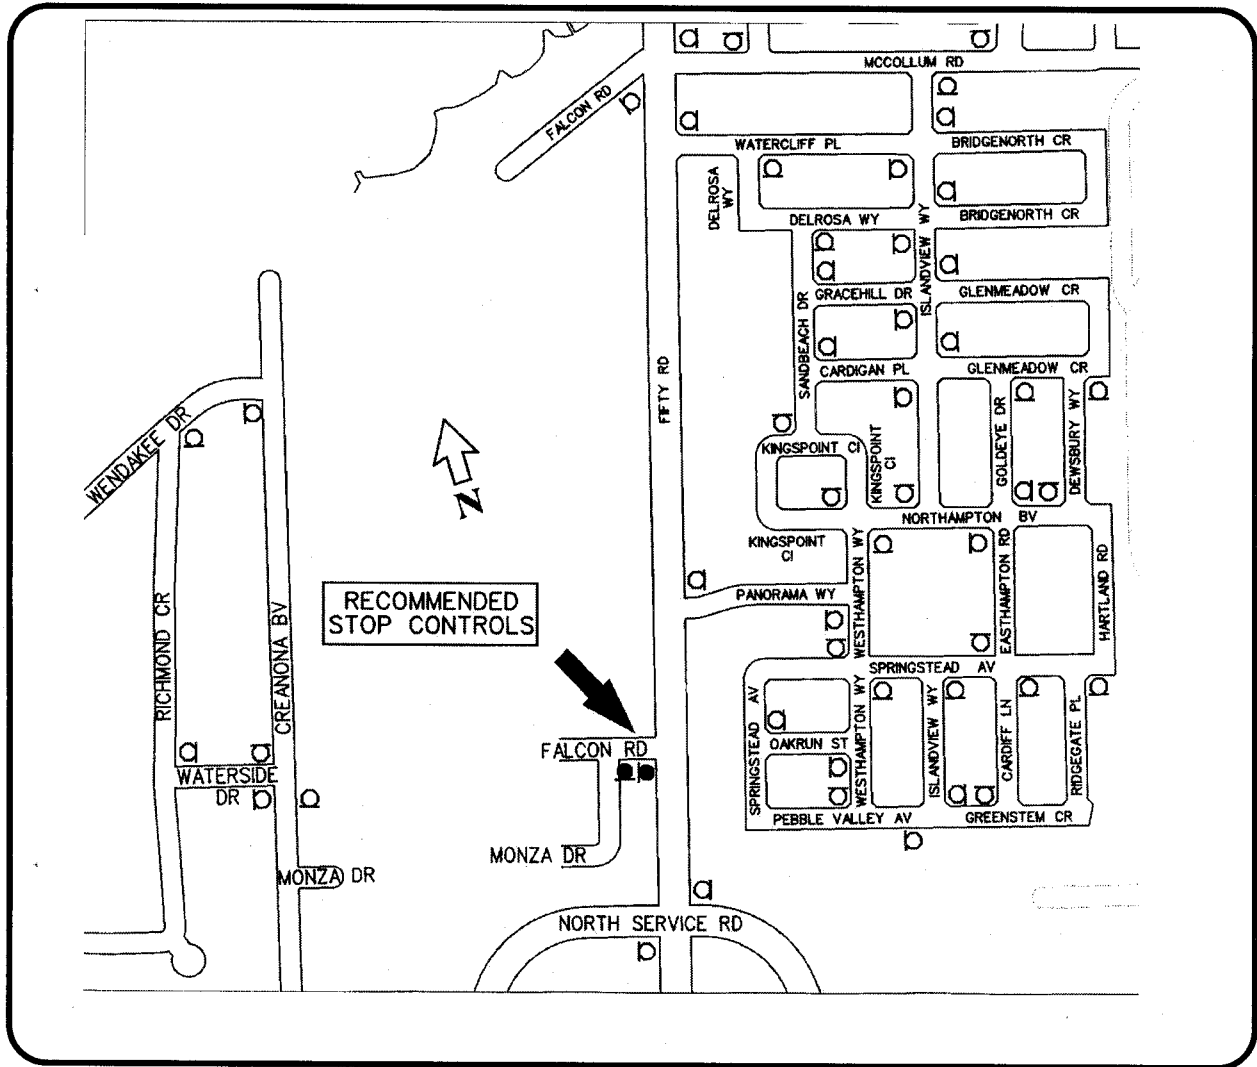 MCCOLLUM RD
FALCON RD
WATERCLIFF PL
BRIDGENORTH CR
DELROSA
WY
DELROSA WY
ISLANDVIEW WY
BRIDGENORTH CR
SANDBEACH DR
GRACEHILL DR
GLENMEADOW CR
FIFTY RD
CARDIGAN PL
GLENMEADOW CR
WENDAKEE DR
KINGSPOINT CI
KINGSPOINT
CI
GOLDEYE DR
DEWSBURY WY
N
NORTHAMPTON BV
KINGSPOINT
CI
WESTHAMPTON WY
EASTHAMPTON RD
HARTLAND RD
RECOMMENDED
STOP CONTROLS
PANORAMA WY
RICHMOND CR
CREANONA BV
SPRINGSTEAD AV
SPRINGSTEAD AV
WESTHAMPTON WY
ISLANDVIEW WY
CARDIFF LN
RIDGEGATE PL
FALCON RD
OAKRUN ST
WATERSIDE
DR
PEBBLE VALLEY AV
GREENSTEM CR
MONZA DR
MONZA DR
NORTH SERVICE RD